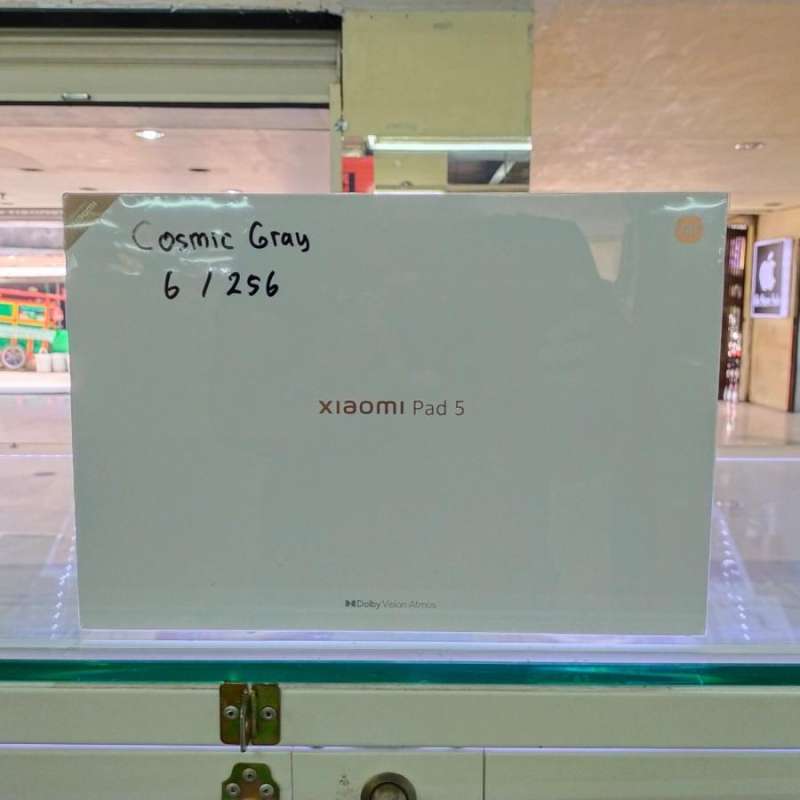 Cosmic Gray
6 / 256
xiaomi Pad 5
Dolby Vision·Atmos